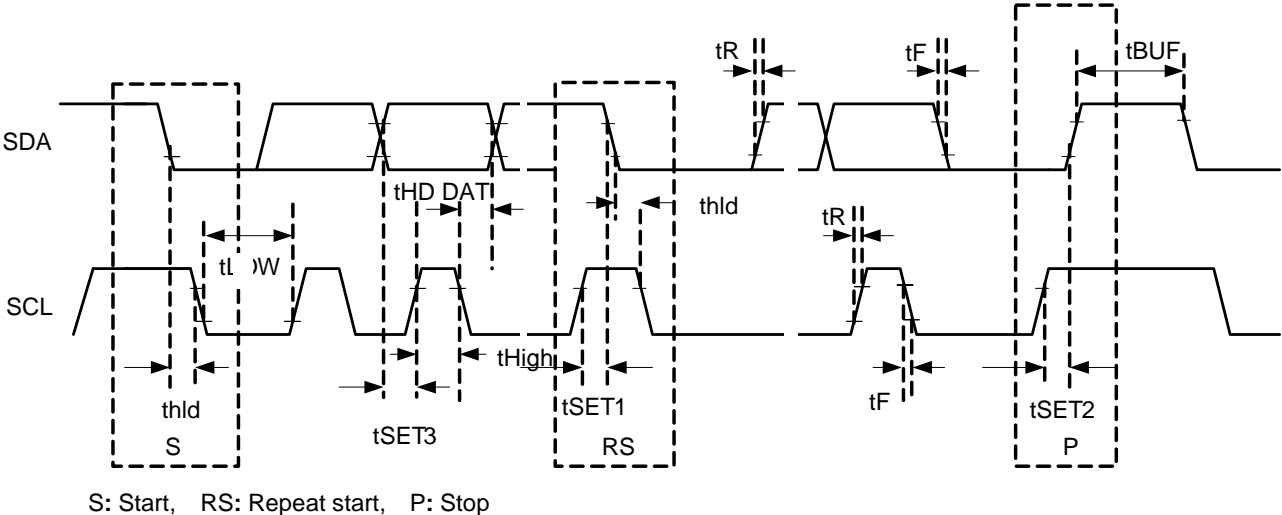 tR
tF
tBUF
SDA
tHD DAT
thld
tR
SCL
tHigh
thld
tSET1
tF
tSET2
tSET3
S
RS
P
S: Start, RS: Repeat start, P: Stop